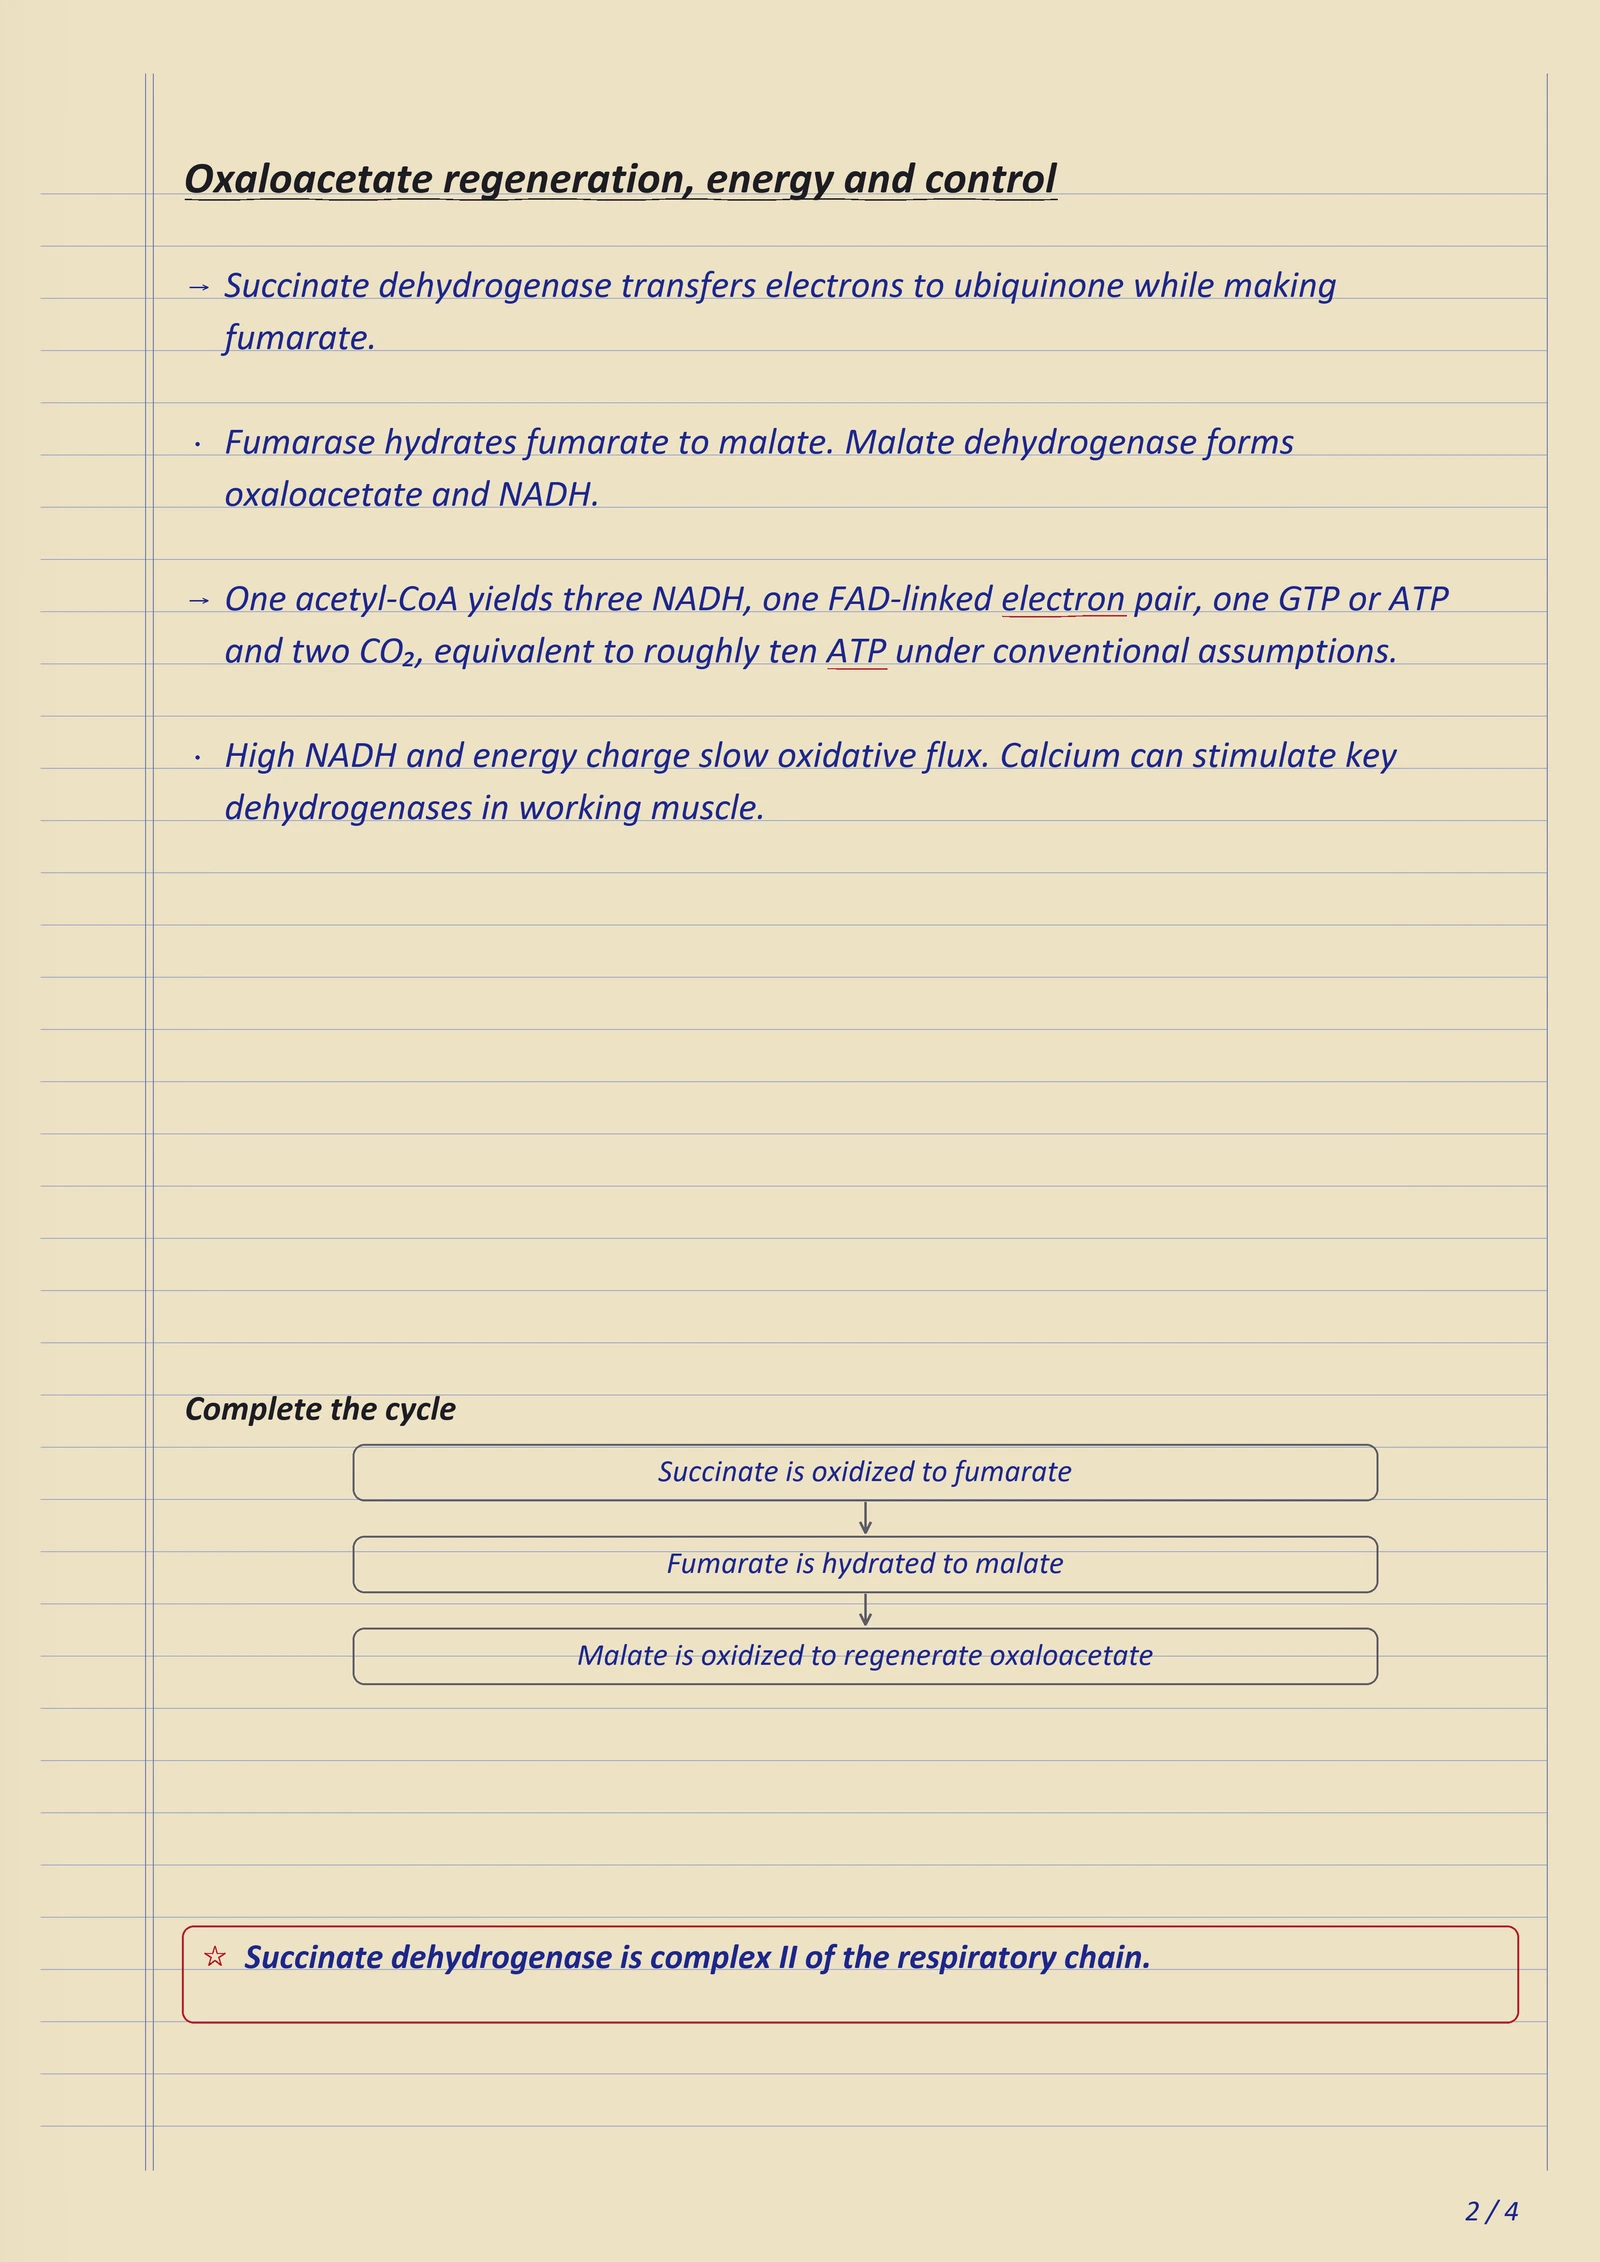 Oxaloacetate regeneration, energy and control
→ Succinate dehydrogenase transfers electrons to ubiquinone while making
fumarate.
· Fumarase hydrates fumarate to malate. Malate dehydrogenase forms
oxaloacetate and NADH.
→ One acetyl-CoA yields three NADH, one FAD-linked electron pair, one GTP or ATP
and two CO₂, equivalent to roughly ten ATP under conventional assumptions.
· High NADH and energy charge slow oxidative flux. Calcium can stimulate key
dehydrogenases in working muscle.
Complete the cycle
Succinate is oxidized to fumarate
Fumarate is hydrated to malate
Malate is oxidized to regenerate oxaloacetate
☆ Succinate dehydrogenase is complex II of the respiratory chain.
2 / 4